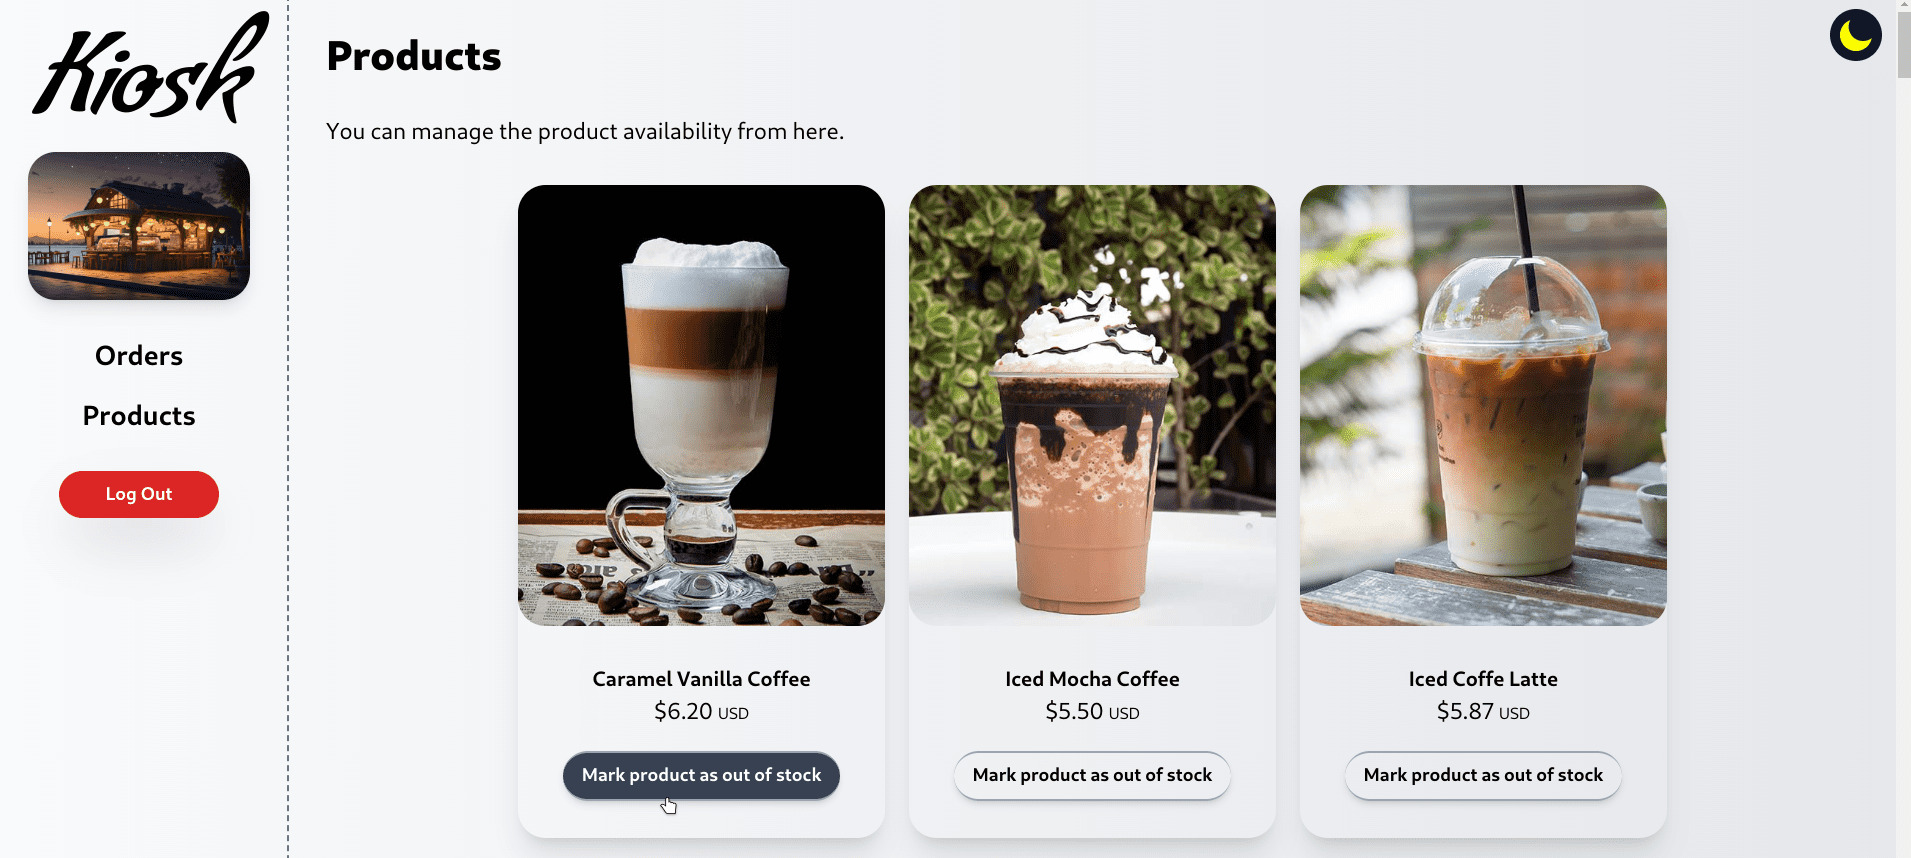 Kiosk
Orders
Products
Log Out
Products
You can manage the product availability from here.
Caramel Vanilla Coffee
$6.20 USD
Mark product as out of stock
Iced Mocha Coffee
$5.50 USD
Mark product as out of stock
Iced Coffe Latte
$5.87 USD
Mark product as out of stock